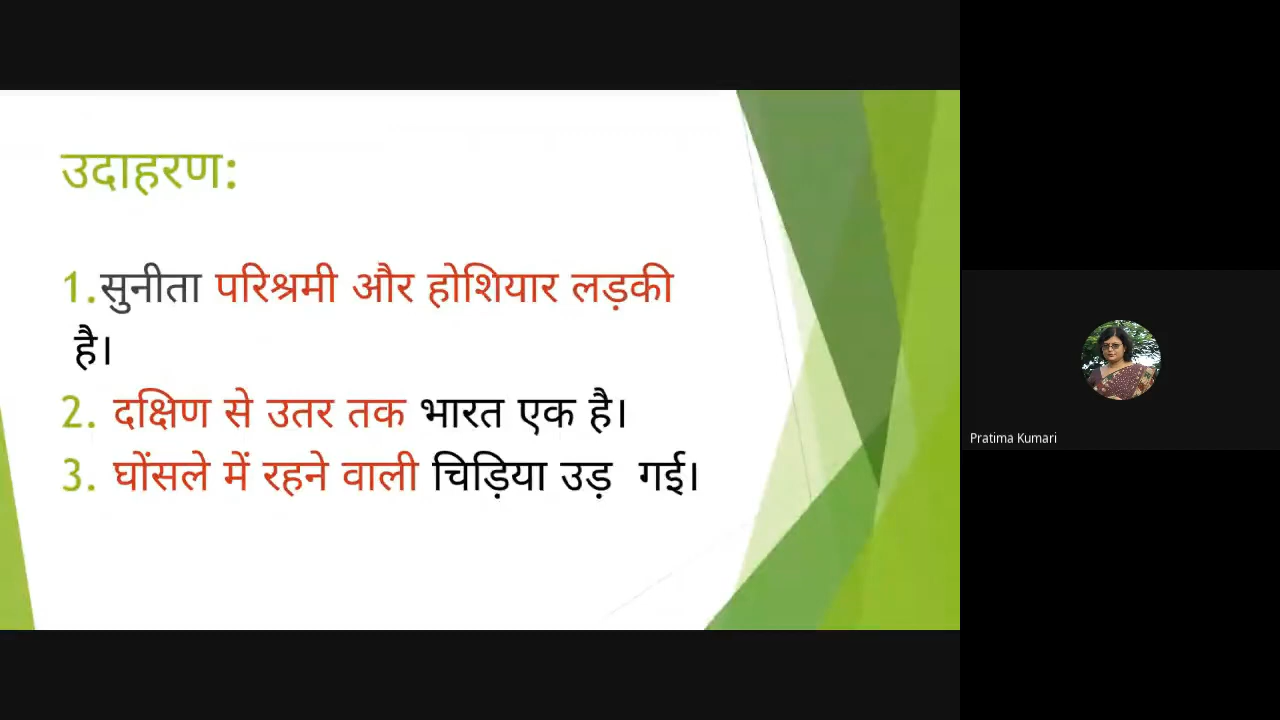 उदाहरण:
1.सुनीता परिश्रमी और होशियार लड़की
है।
2. दक्षिण से उतर तक भारत एक है।
3. घोंसले में रहने वाली चिड़िया उड़ गई।
Pratima Kumari